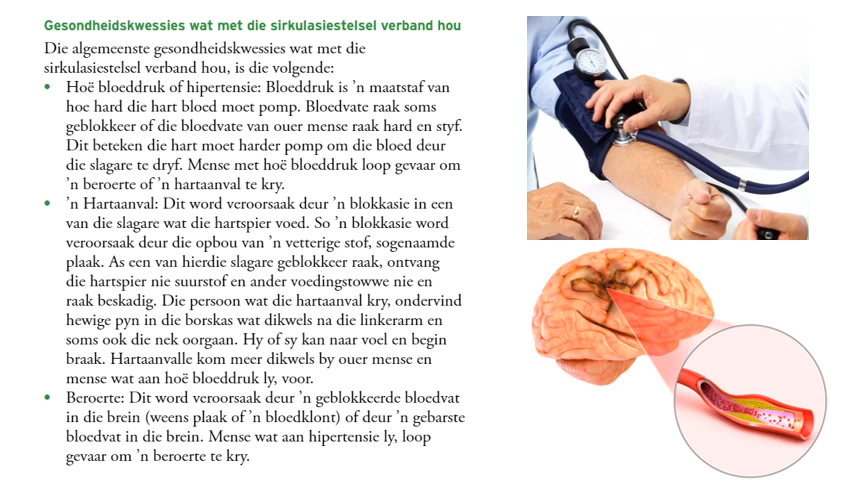 Gesondheidskwessies wat met die sirkulasiestelsel verband hou
Die algemeenste gesondheidskwessies wat met die
sirkulasiestelsel verband hou, is die volgende:
• Hoë bloeddruk of hipertensie: Bloeddruk is ’n maatstaf van
hoe hard die hart bloed moet pomp. Bloedvate raak soms
geblokkeer of die bloedvate van ouer mense raak hard en styf.
Dit beteken die hart moet harder pomp om die bloed deur
die slagare te dryf. Mense met hoë bloeddruk loop gevaar om
’n beroerte of ’n hartaanval te kry.
• ’n Hartaanval: Dit word veroorsaak deur ’n blokkasie in een
van die slagare wat die hartspier voed. So ’n blokkasie word
veroorsaak deur die opbou van ’n vetterige stof, sogenaamde
plaak. As een van hierdie slagare geblokkeer raak, ontvang
die hartspier nie suurstof en ander voedingstowwe nie en
raak beskadig. Die persoon wat die hartaanval kry, ondervind
hewige pyn in die borskas wat dikwels na die linkerarm en
soms ook die nek oorgaan. Hy of sy kan naar voel en begin
braak. Hartaanvalle kom meer dikwels by ouer mense en
mense wat aan hoë bloeddruk ly, voor.
• Beroerte: Dit word veroorsaak deur ’n geblokkeerde bloedvat
in die brein (weens plaak of ’n bloedklont) of deur ’n gebarste
bloedvat in die brein. Mense wat aan hipertensie ly, loop
gevaar om ’n beroerte te kry.